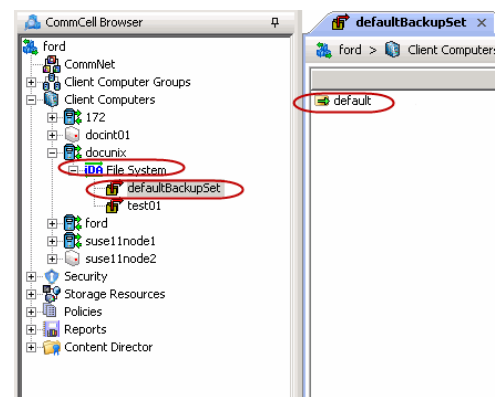 CommCell Browser
ford
CommNet
Client Computer Groups
Client Computers
172
docint01
docunix
iDA File System
defaultBackupSet
test01
ford
suse11node1
suse11node2
Security
Storage Resources
Policies
Reports
Content Director
defaultBackupSet ×
ford > Client Computers
default